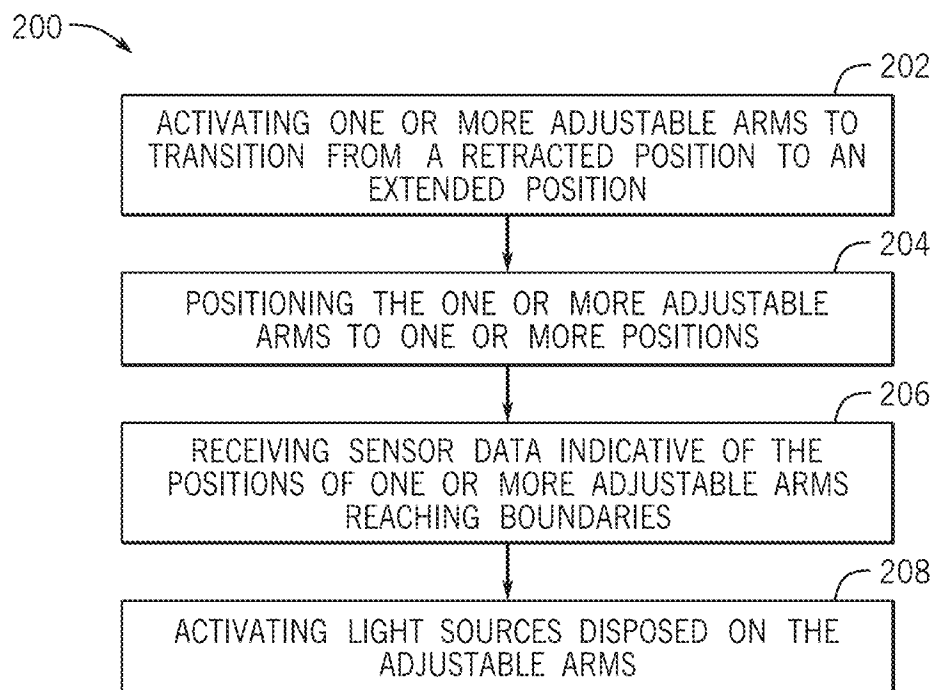 200
202
ACTIVATING ONE OR MORE ADJUSTABLE ARMS TO
TRANSITION FROM A RETRACTED POSITION TO AN
EXTENDED POSITION
204
POSITIONING THE ONE OR MORE ADJUSTABLE
ARMS TO ONE OR MORE POSITIONS
206
RECEIVING SENSOR DATA INDICATIVE OF THE
POSITIONS OF ONE OR MORE ADJUSTABLE ARMS
REACHING BOUNDARIES
208
ACTIVATING LIGHT SOURCES DISPOSED ON THE
ADJUSTABLE ARMS